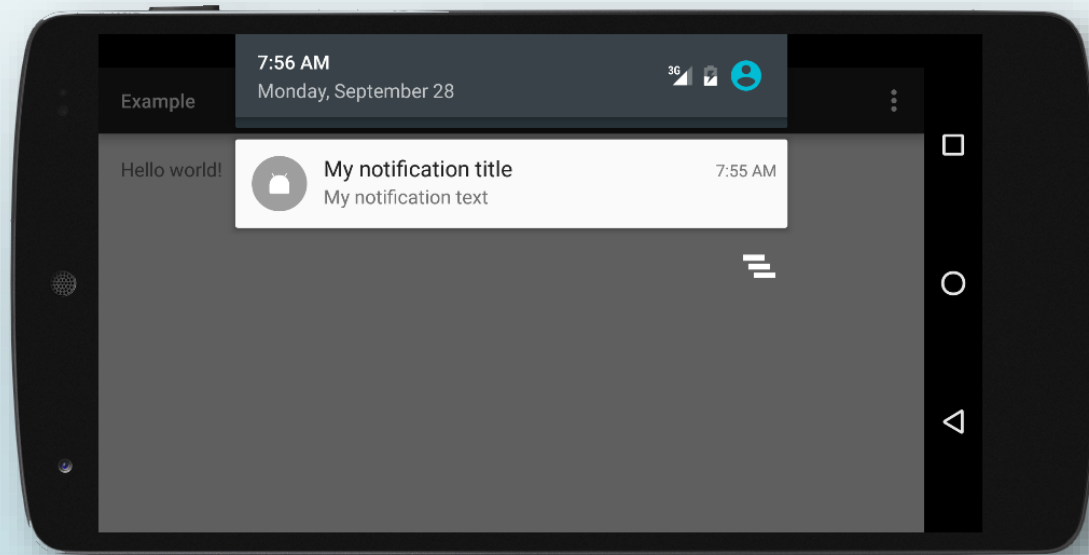 7:56 AM
Monday, September 28
3G
Example
Hello world!
My notification title
7:55 AM
My notification text